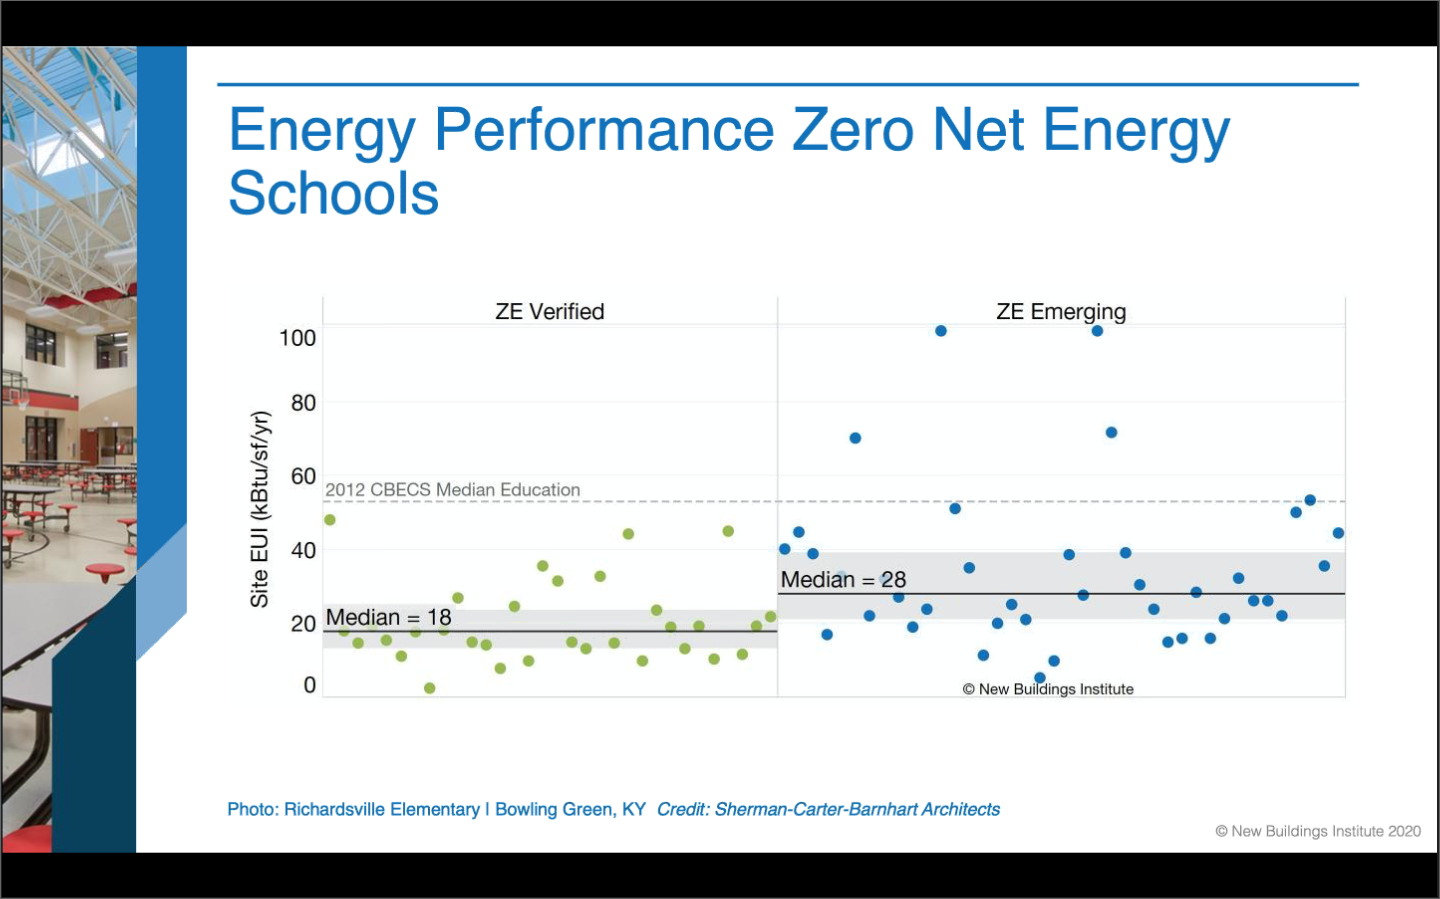 Energy Performance Zero Net Energy
Schools
ZE Verified
ZE Emerging
100
80
60
40
20
0
Site EUI (kBtu/sf/yr)
2012 CBECS Median Education
Median = 18
Median = 28
© New Buildings Institute
Photo: Richardsville Elementary | Bowling Green, KY Credit: Sherman-Carter-Barnhart Architects
© New Buildings Institute 2020